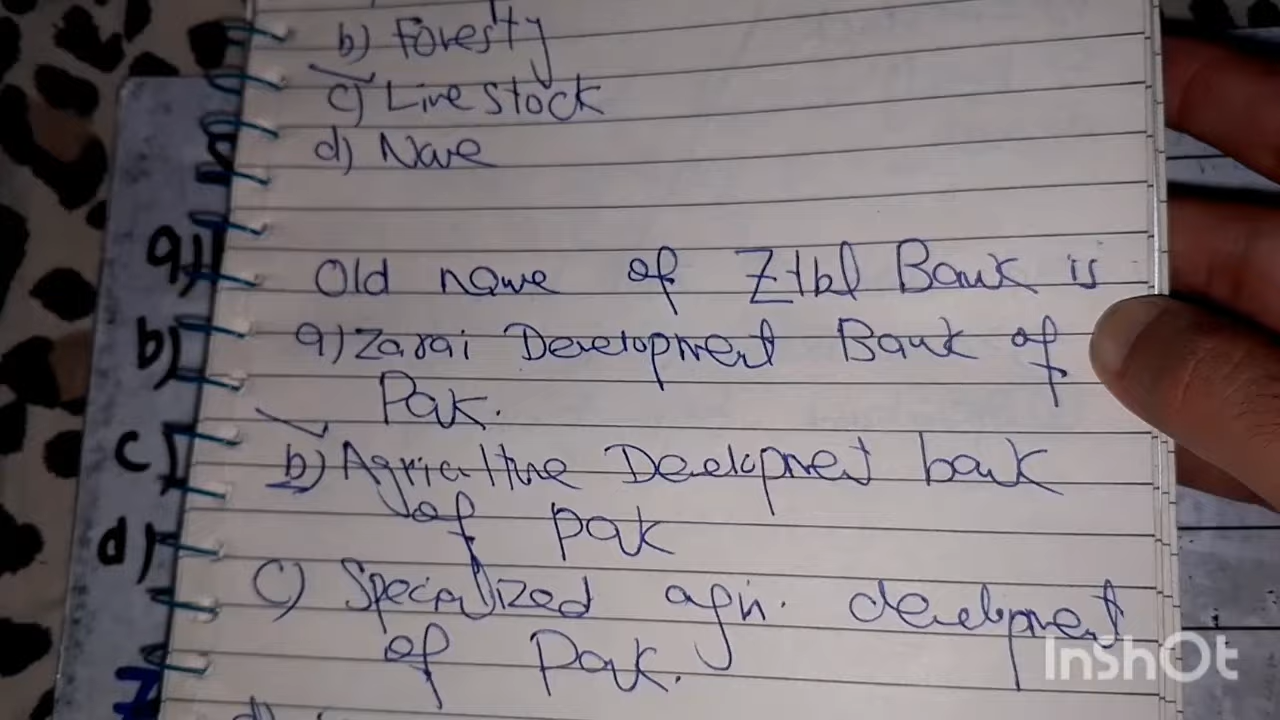 b) Foresty
c) Live stock
d) Nove
Old name of Ztbl Bank is
a) Zarai Development Bank of
Pak.
b) Agriculture Development bank
of pak
c) Specialized agri. development
of Pak.
a)
b)
c)
d)
InShOt